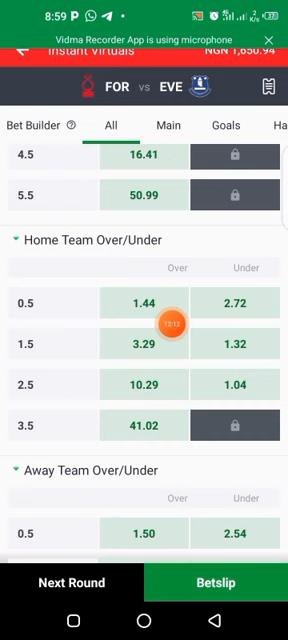 8:59 P
Vidma Recorder App is using microphone
Instant Virtuals NGN 1,650.94
FOR vs EVE
Bet Builder All Main Goals Ha
4.5 16.41
5.5 50.99
Home Team Over/Under
Over Under
0.5 1.44 2.72
12:12
1.5 3.29 1.32
2.5 10.29 1.04
3.5 41.02
Away Team Over/Under
Over Under
0.5 1.50 2.54
Next Round Betslip